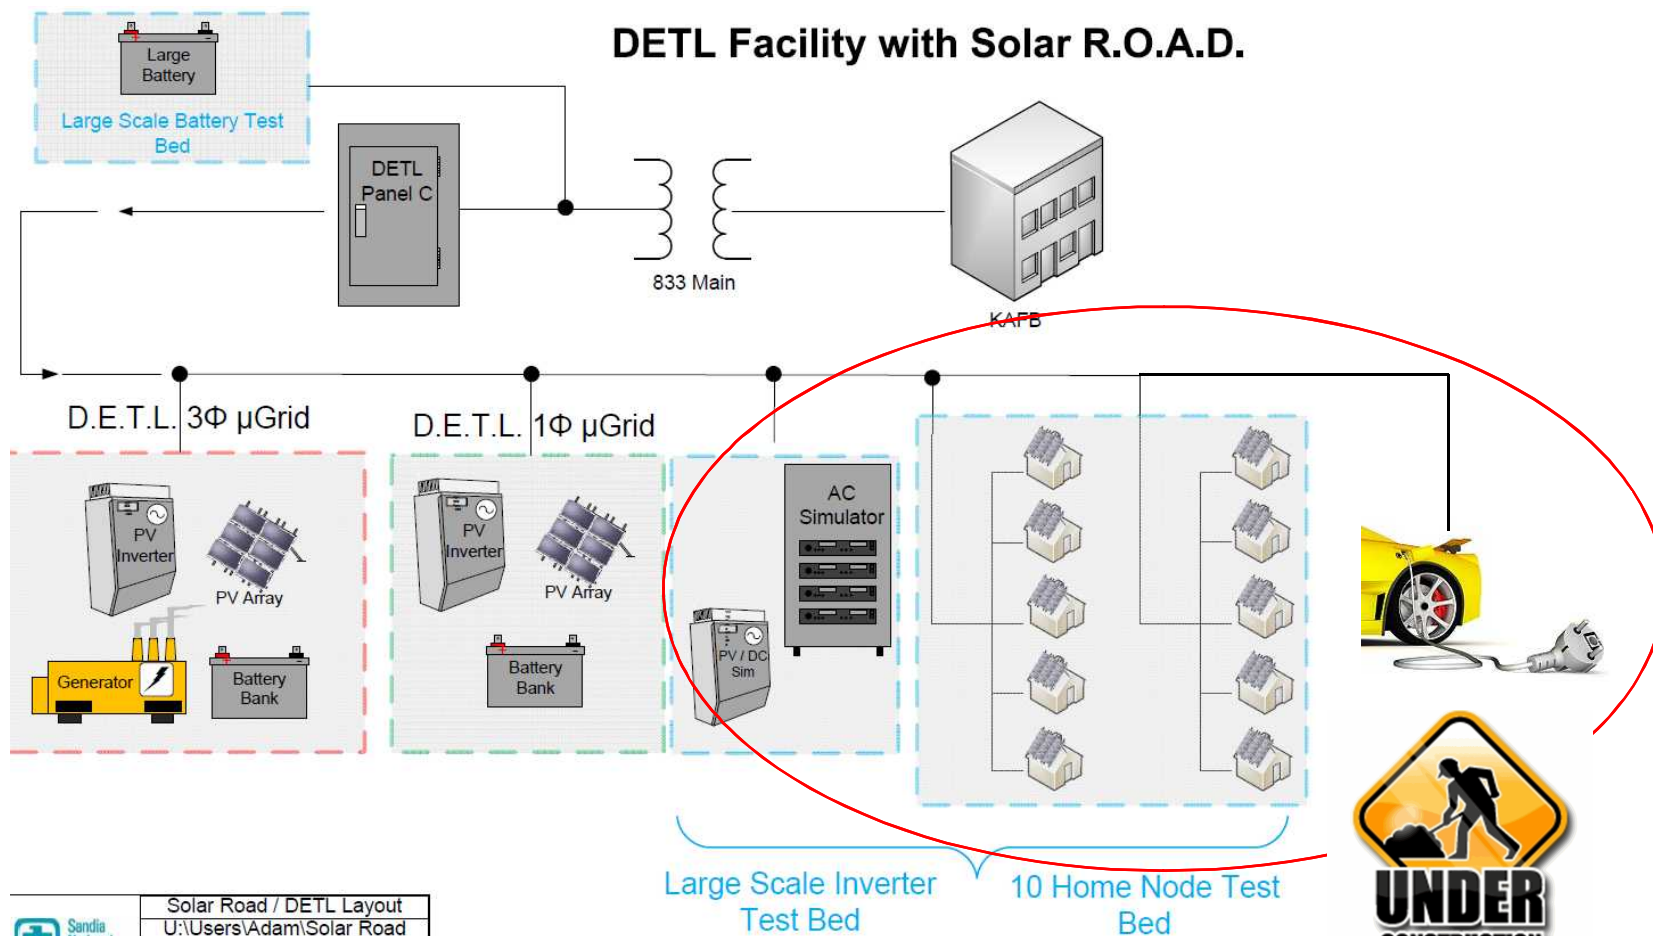 DETL Facility with Solar R.O.A.D.
Large
Battery
Large Scale Battery Test
Bed
DETL
Panel C
833 Main
KAFB
D.E.T.L. 3Φ µGrid
D.E.T.L. 1Φ µGrid
PV
Inverter
PV Array
Generator
Battery
Bank
PV
Inverter
PV Array
Battery
Bank
AC
Simulator
PV / DC
Sim
Large Scale Inverter
Test Bed
10 Home Node Test
Bed
UNDER
CONSTRUCTION
Solar Road / DETL Layout
U:\Users\Adam\Solar Road
Sandia